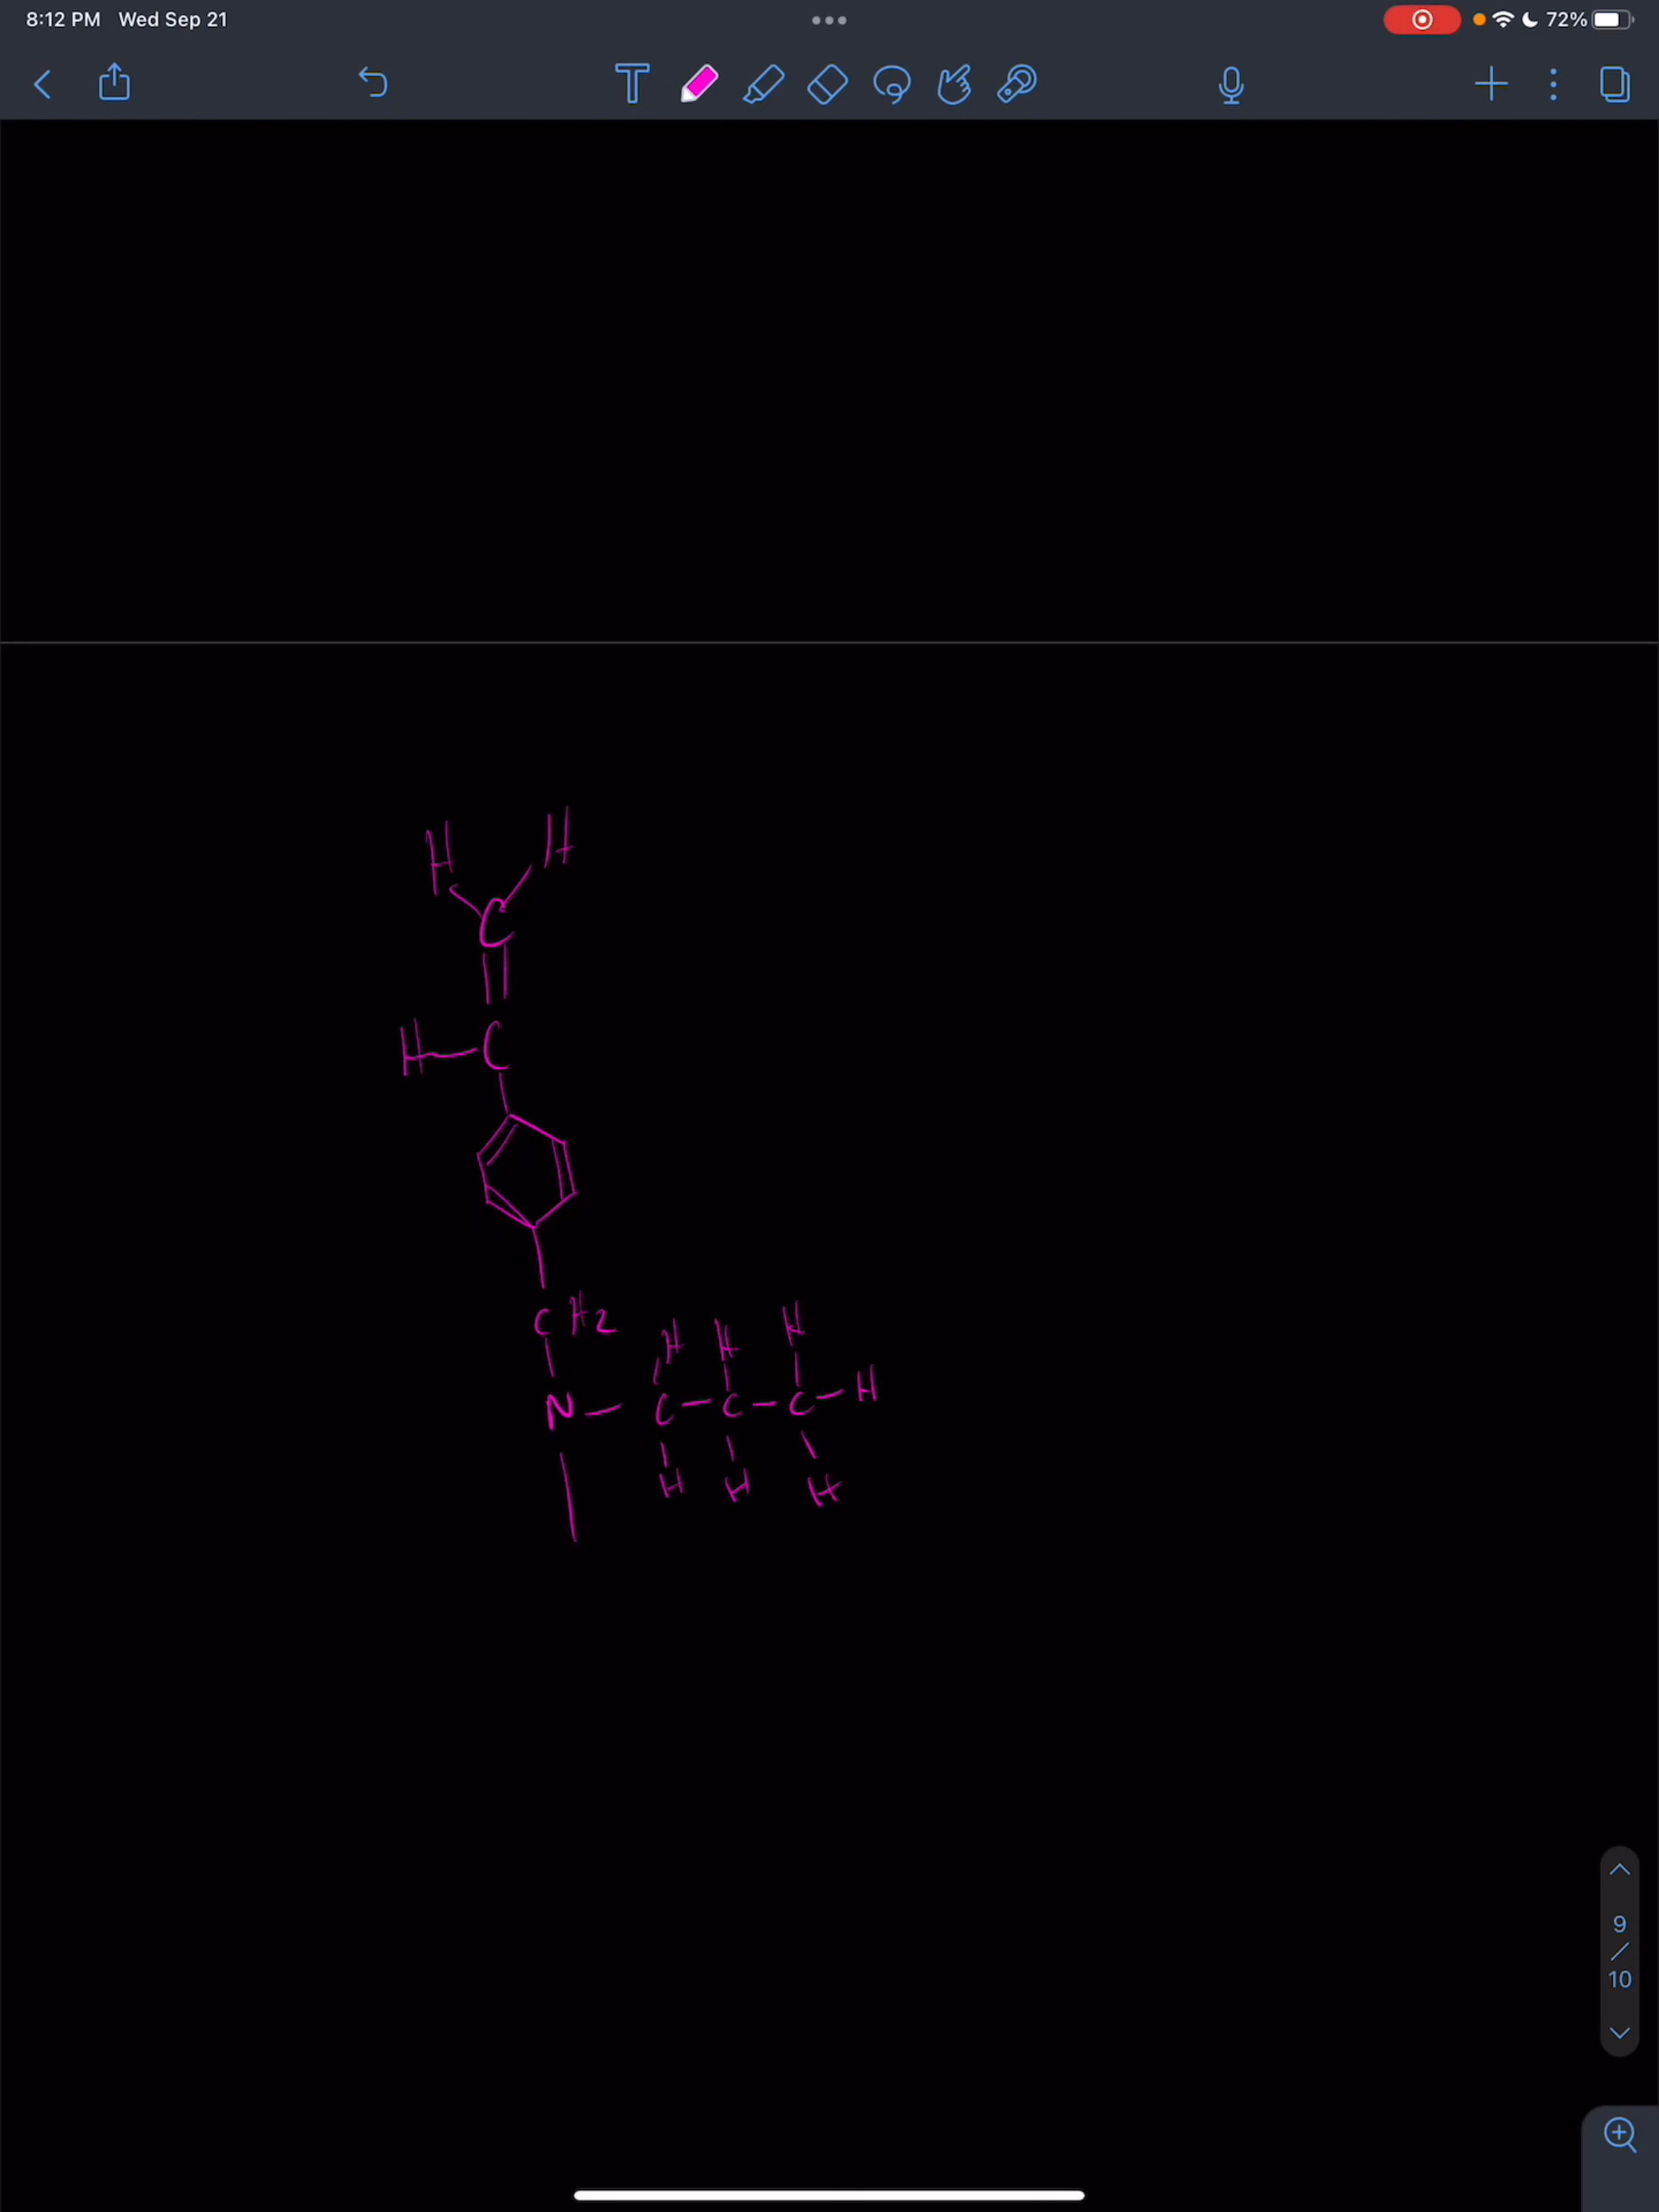 8:12 PM Wed Sep 21 72%
T
H H
C
H C
CH2
H H H
N C C C H
H H H
9
/
10